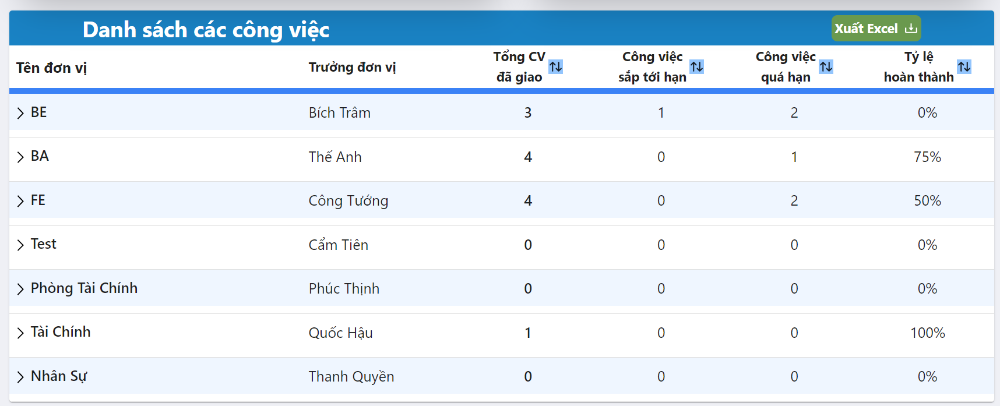 Danh sách các công việc
Xuất Excel
Tên đơn vị Trưởng đơn vị Tổng CV đã giao Công việc sắp tới hạn Công việc quá hạn Tỷ lệ hoàn thành
BE Bích Trâm 3 1 2 0%
BA Thế Anh 4 0 1 75%
FE Công Tướng 4 0 2 50%
Test Cẩm Tiên 0 0 0 0%
Phòng Tài Chính Phúc Thịnh 0 0 0 0%
Tài Chính Quốc Hậu 1 0 0 100%
Nhân Sự Thanh Quyền 0 0 0 0%